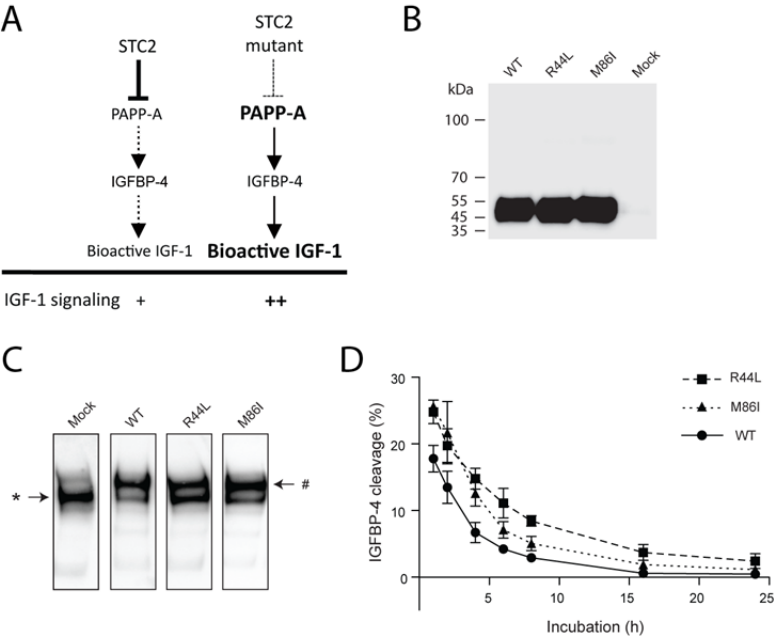 A
STC2
STC2
mutant
PAPP-A
PAPP-A
IGFBP-4
IGFBP-4
Bioactive IGF-1
Bioactive IGF-1
IGF-1 signaling + ++
B
WT R44L M86I Mock
kDa
100
70
55
45
35
C
Mock WT R44L M86I
*
#
D
IGFBP-4 cleavage (%)
30
20
10
0
5 10 15 20 25
Incubation (h)
R44L
M86I
WT